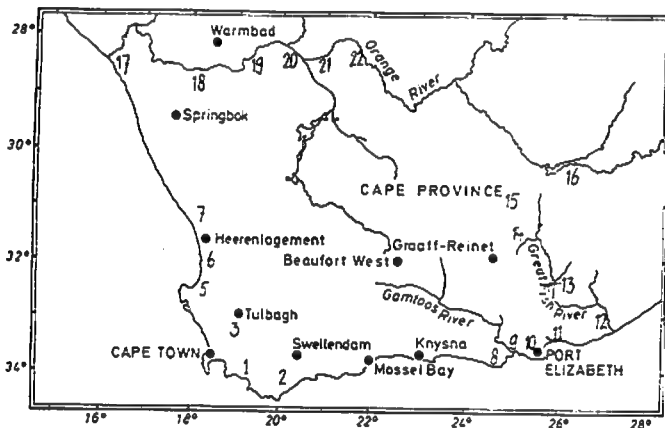 28°
Warmbad
17
18
19
20
21
22
Orange
River
Springbok
30°
16
CAPE PROVINCE
15
7
Heerenlogement
6
Graaff-Reinet
Beaufort West
32°
5
14
Great Fish
River
13
Gamtoos River
Tulbagh
3
12
11
10
9
8
CAPE TOWN
Swellendam
Knysna
PORT
ELIZABETH
1
2
Mossel Bay
34°
16°
18°
20°
22°
24°
26°
28°